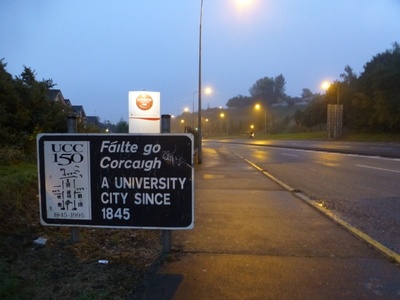 UCC
150
1845-1995
Fáilte go
Corcaigh
A UNIVERSITY
CITY SINCE
1845